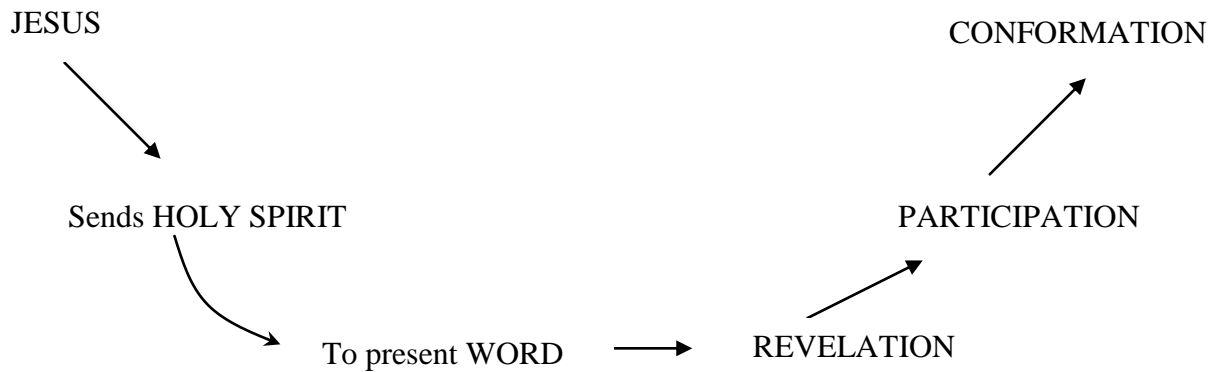 JESUS
CONFORMATION
Sends HOLY SPIRIT
PARTICIPATION
To present WORD
REVELATION